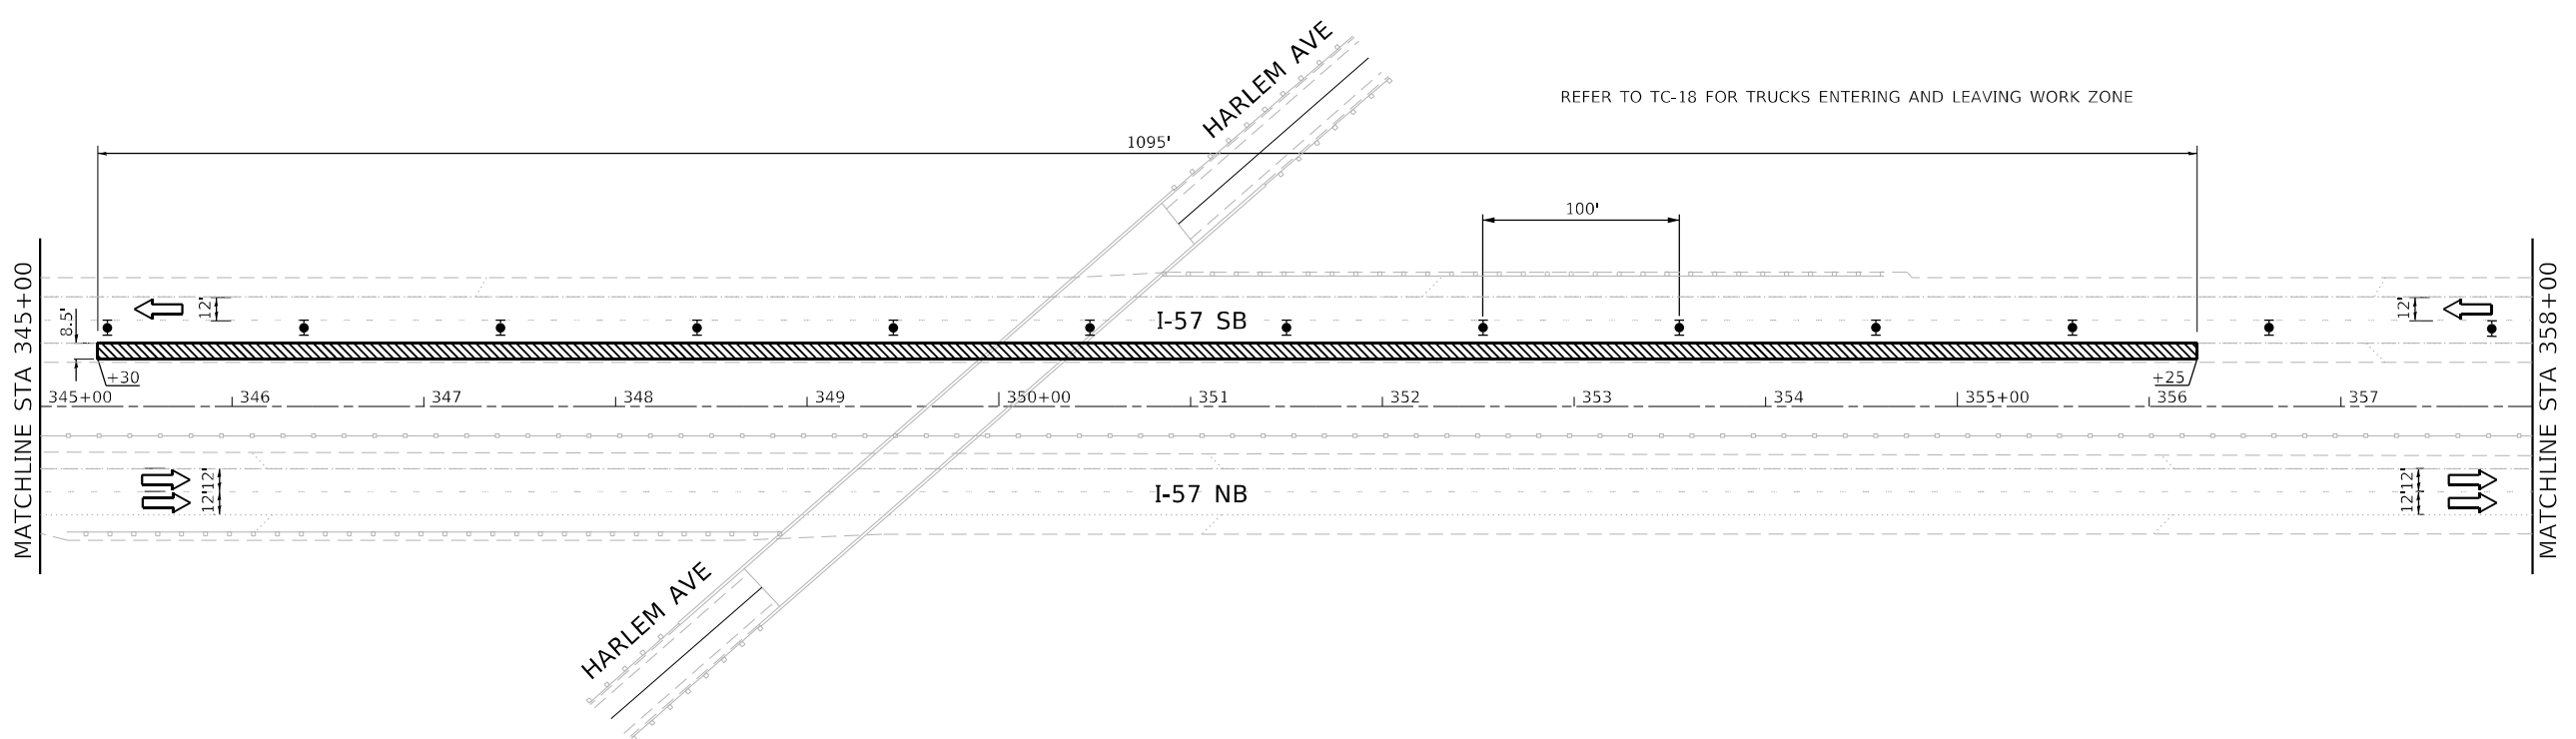 HARLEM AVE
REFER TO TC-18 FOR TRUCKS ENTERING AND LEAVING WORK ZONE
1095'
100'
MATCHLINE STA 345+00
MATCHLINE STA 358+00
12'
12'
8.5'
I-57 SB
+30
+25
345+00 346 347 348 349 350+00 351 352 353 354 355+00 356 357
12'
12'
I-57 NB
12'
12'
HARLEM AVE